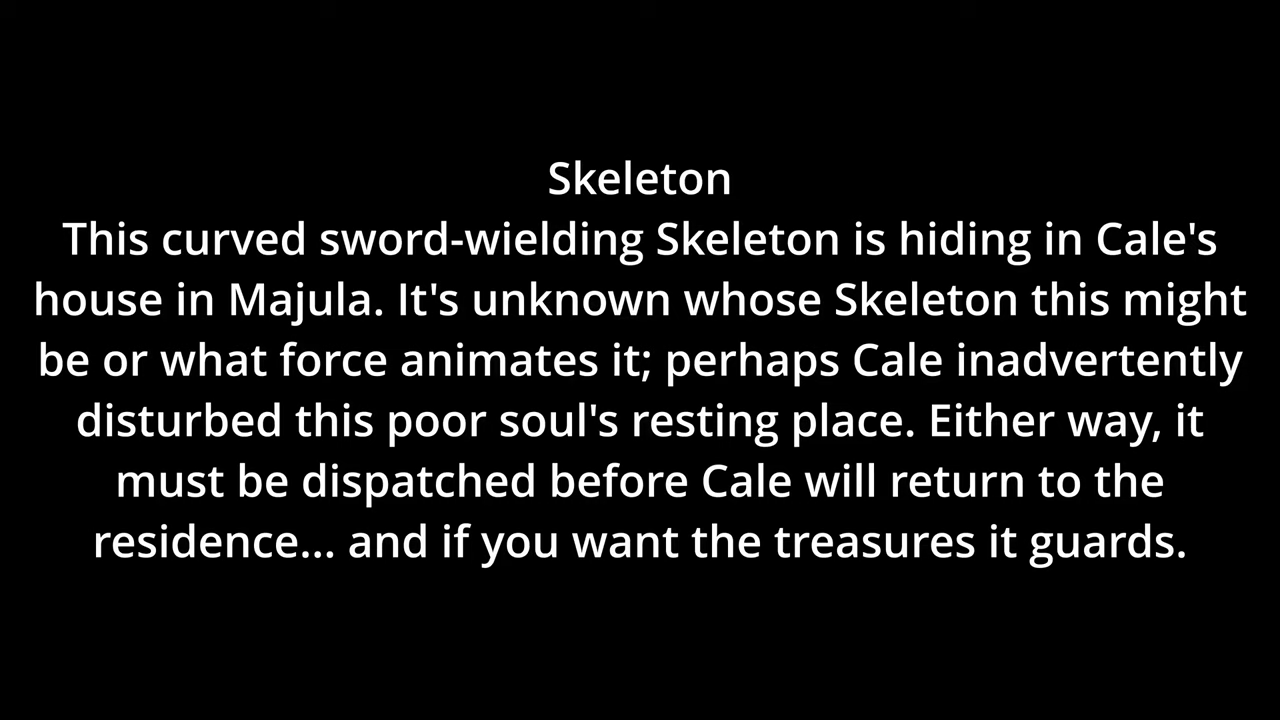 Skeleton
This curved sword-wielding Skeleton is hiding in Cale's
house in Majula. It's unknown whose Skeleton this might
be or what force animates it; perhaps Cale inadvertently
disturbed this poor soul's resting place. Either way, it
must be dispatched before Cale will return to the
residence... and if you want the treasures it guards.